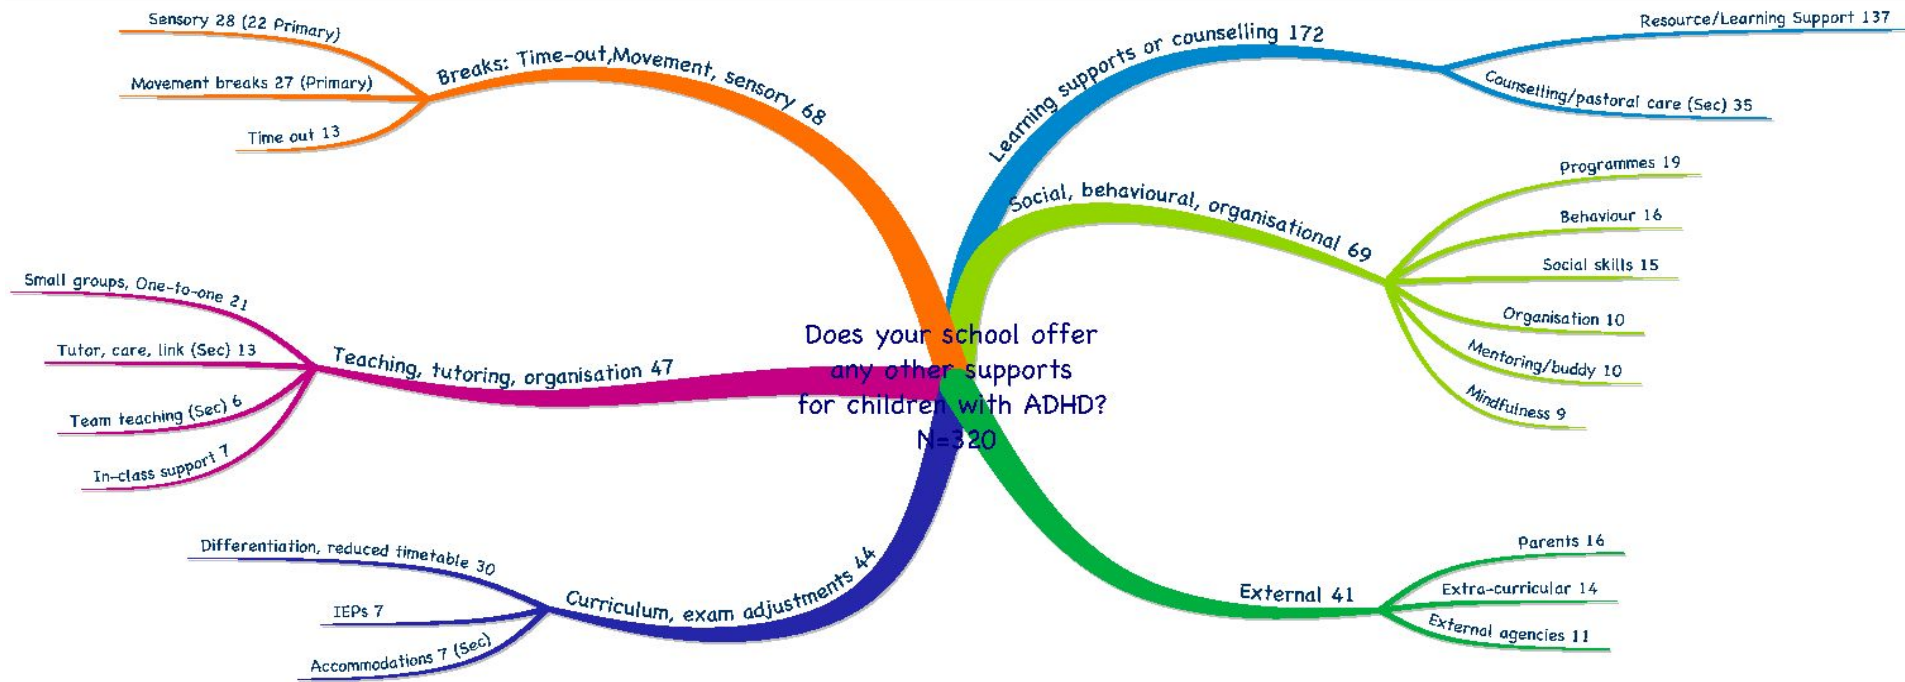 Does your school offer
any other supports
for children with ADHD?
N=320
Learning supports or counselling 172
Resource/Learning Support 137
Counselling/pastoral care (Sec) 35
Social, behavioural, organisational 69
Programmes 19
Behaviour 16
Social skills 15
Organisation 10
Mentoring/buddy 10
Mindfulness 9
External 41
Parents 16
Extra-curricular 14
External agencies 11
Curriculum, exam adjustments 44
Differentiation, reduced timetable 30
IEPs 7
Accommodations 7 (Sec)
Teaching, tutoring, organisation 47
Small groups, One-to-one 21
Tutor, care, link (Sec) 13
Team teaching (Sec) 6
In-class support 7
Breaks: Time-out,Movement, sensory 68
Sensory 28 (22 Primary)
Movement breaks 27 (Primary)
Time out 13